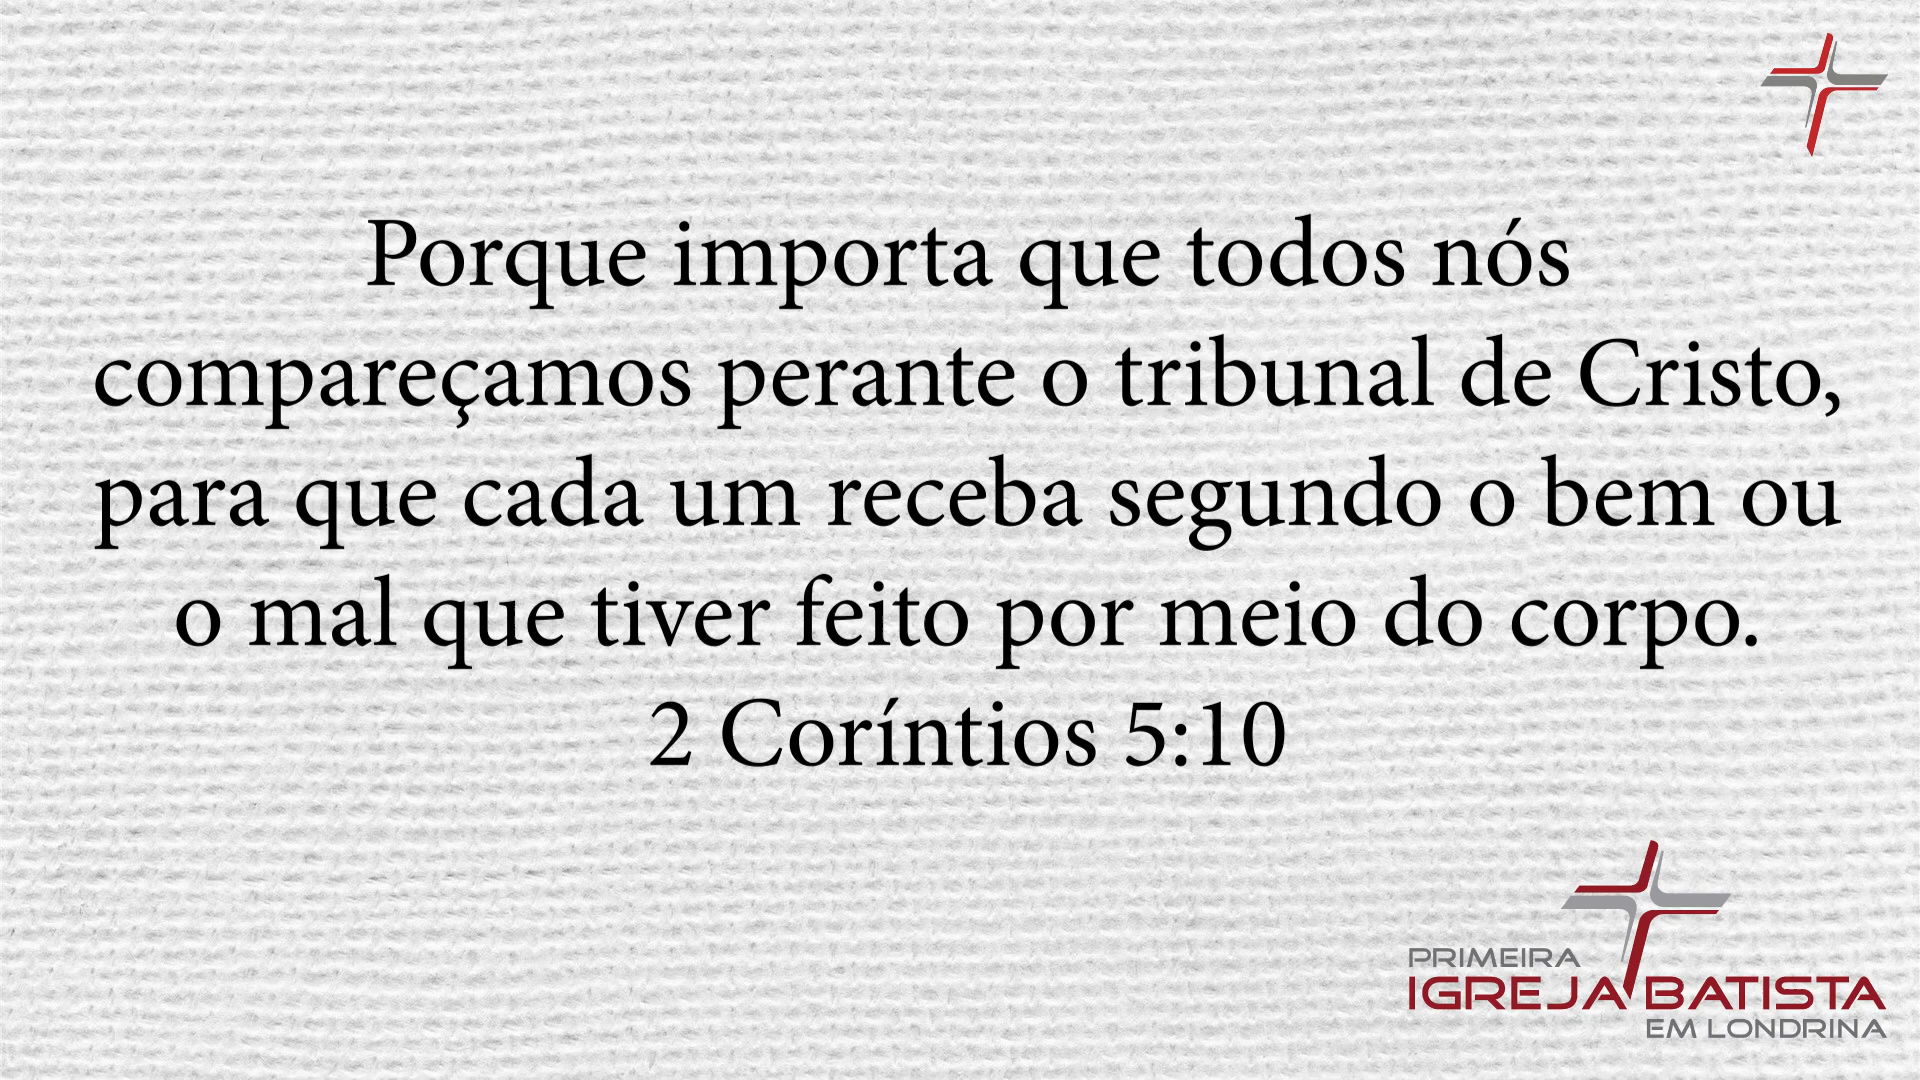 Porque importa que todos nós
compareçamos perante o tribunal de Cristo,
para que cada um receba segundo o bem ou
o mal que tiver feito por meio do corpo.
2 Coríntios 5:10
PRIMEIRA
IGREJA BATISTA
EM LONDRINA